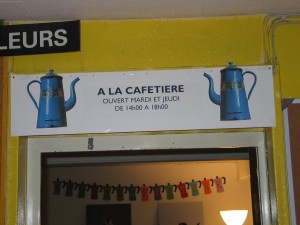 LEURS
A LA CAFETIERE
OUVERT MARDI ET JEUDI
DE 14h00 A 18h00